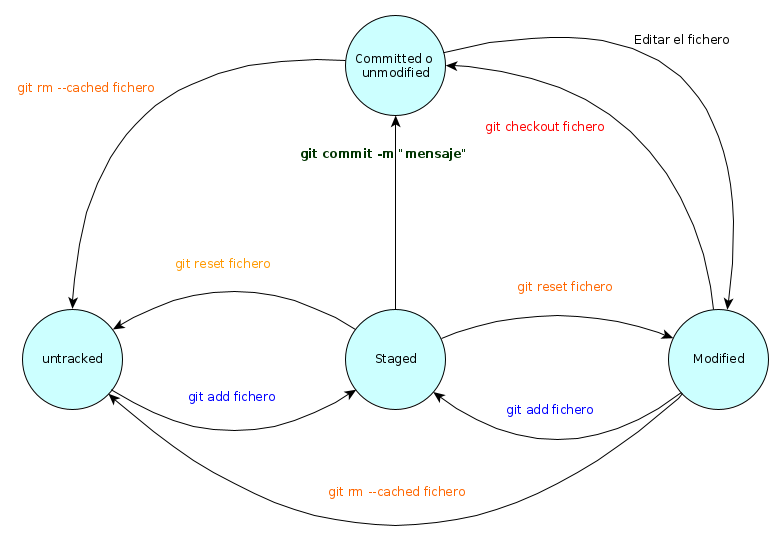 Editar el fichero
Committed o
unmodified
git rm --cached fichero
git checkout fichero
git commit -m "mensaje"
git reset fichero
git reset fichero
untracked
Staged
Modified
git add fichero
git add fichero
git rm --cached fichero